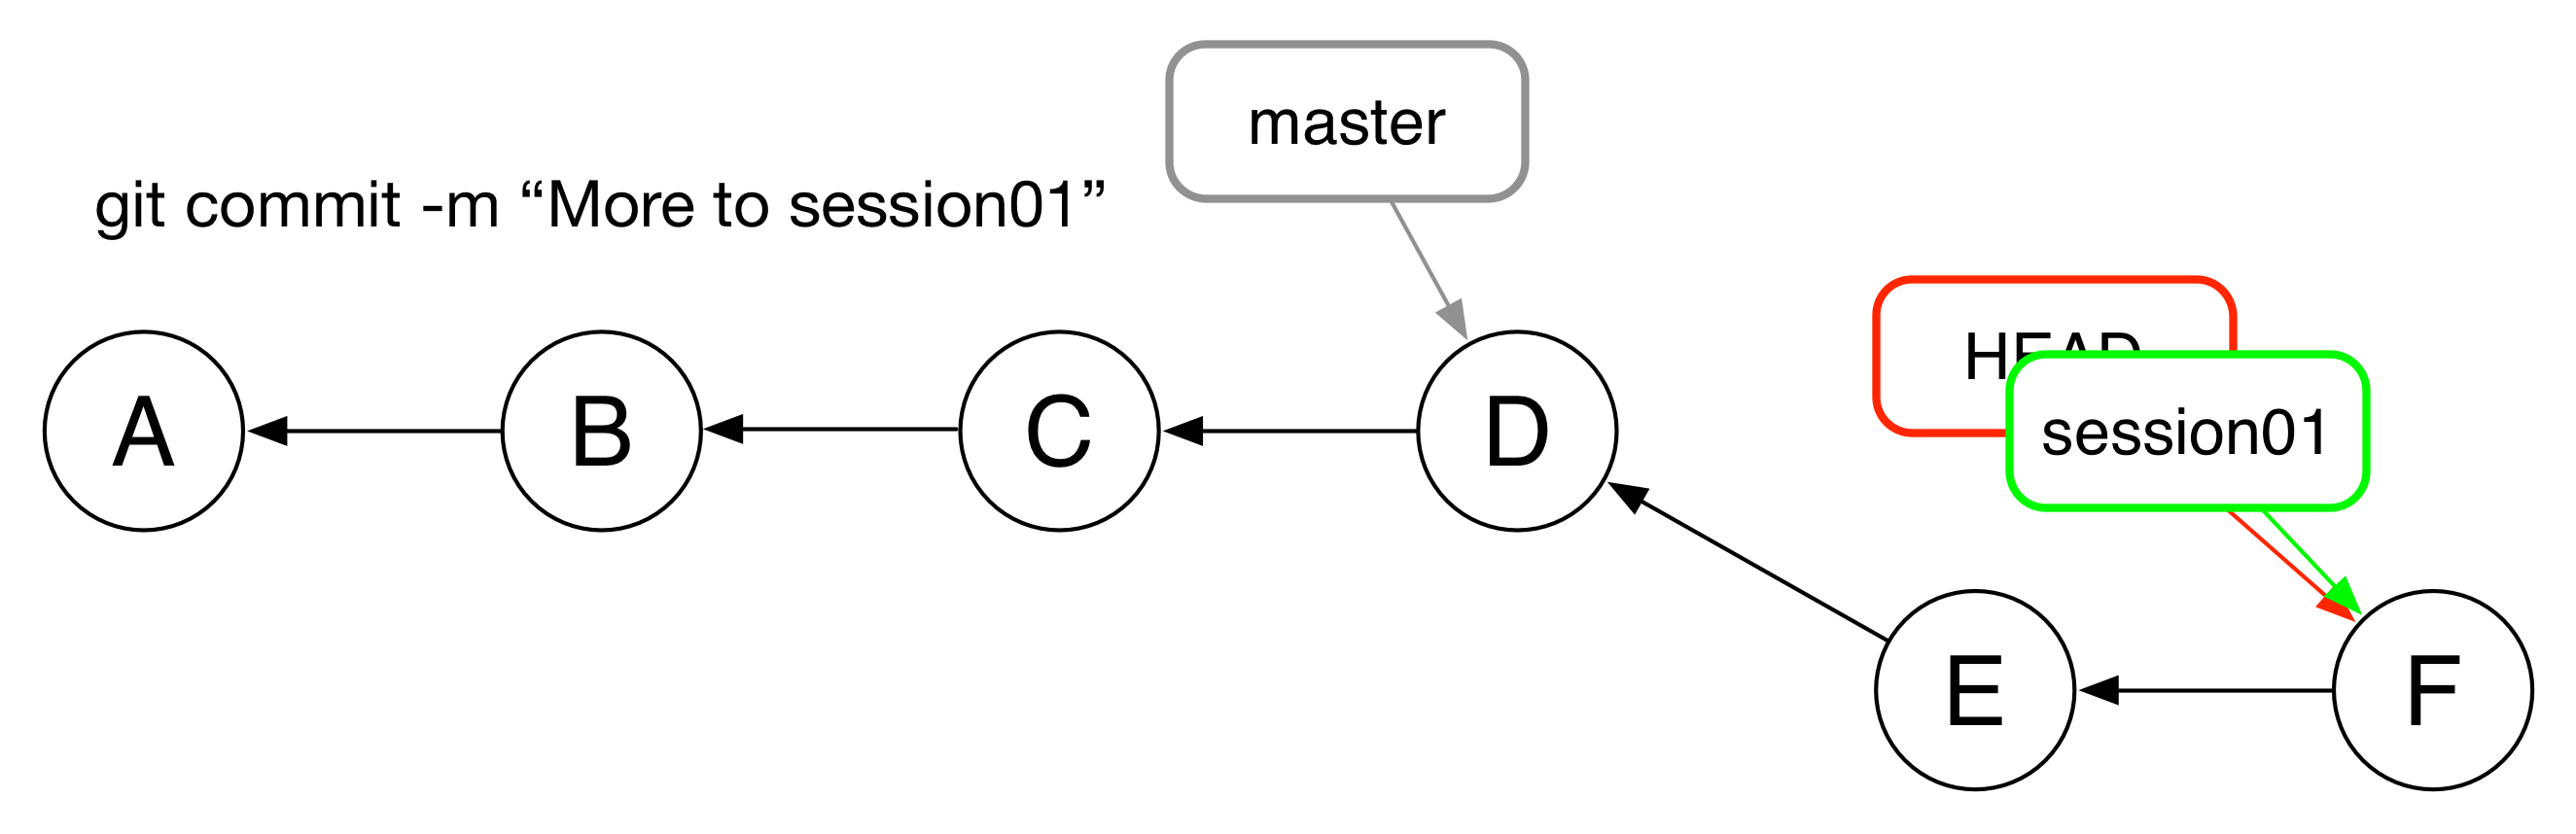 master
git commit -m “More to session01”
HEAD
session01
A
B
C
D
E
F